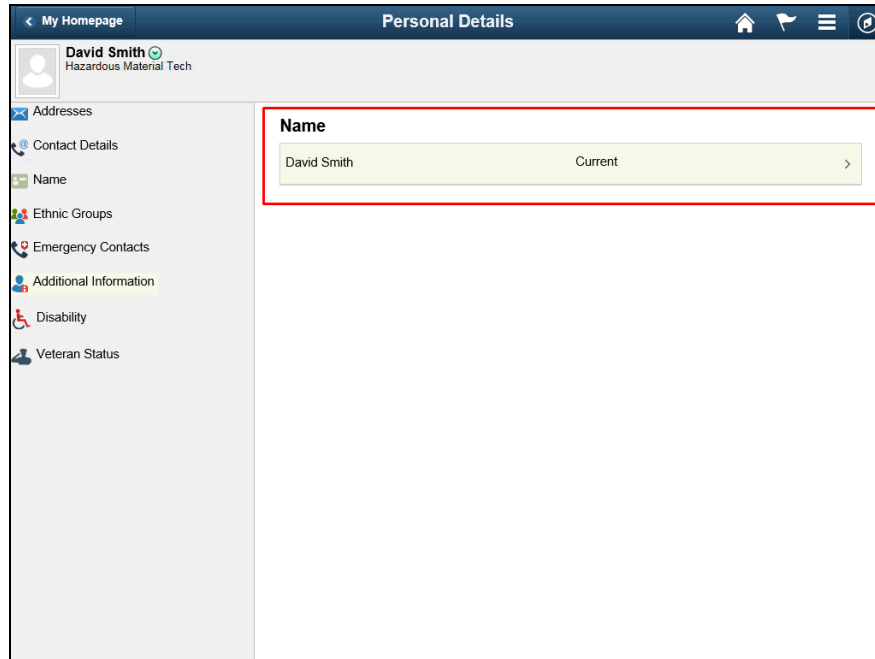 My Homepage
Personal Details
David Smith
Hazardous Material Tech
Addresses
Contact Details
Name
Ethnic Groups
Emergency Contacts
Additional Information
Disability
Veteran Status
Name
David Smith Current